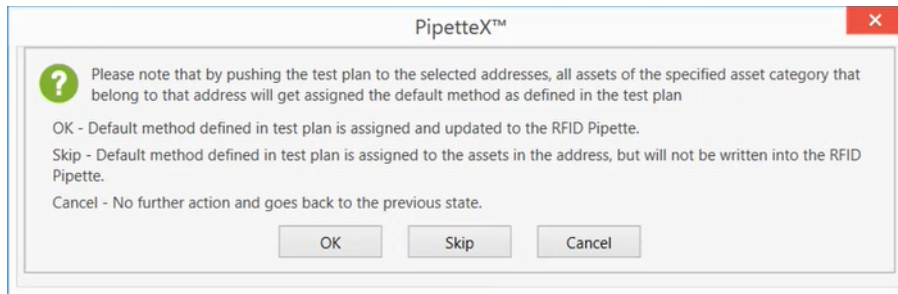 PipetteX™
Please note that by pushing the test plan to the selected addresses, all assets of the specified asset category that
belong to that address will get assigned the default method as defined in the test plan
OK - Default method defined in test plan is assigned and updated to the RFID Pipette.
Skip - Default method defined in test plan is assigned to the assets in the address, but will not be written into the RFID
Pipette.
Cancel - No further action and goes back to the previous state.
OK Skip Cancel